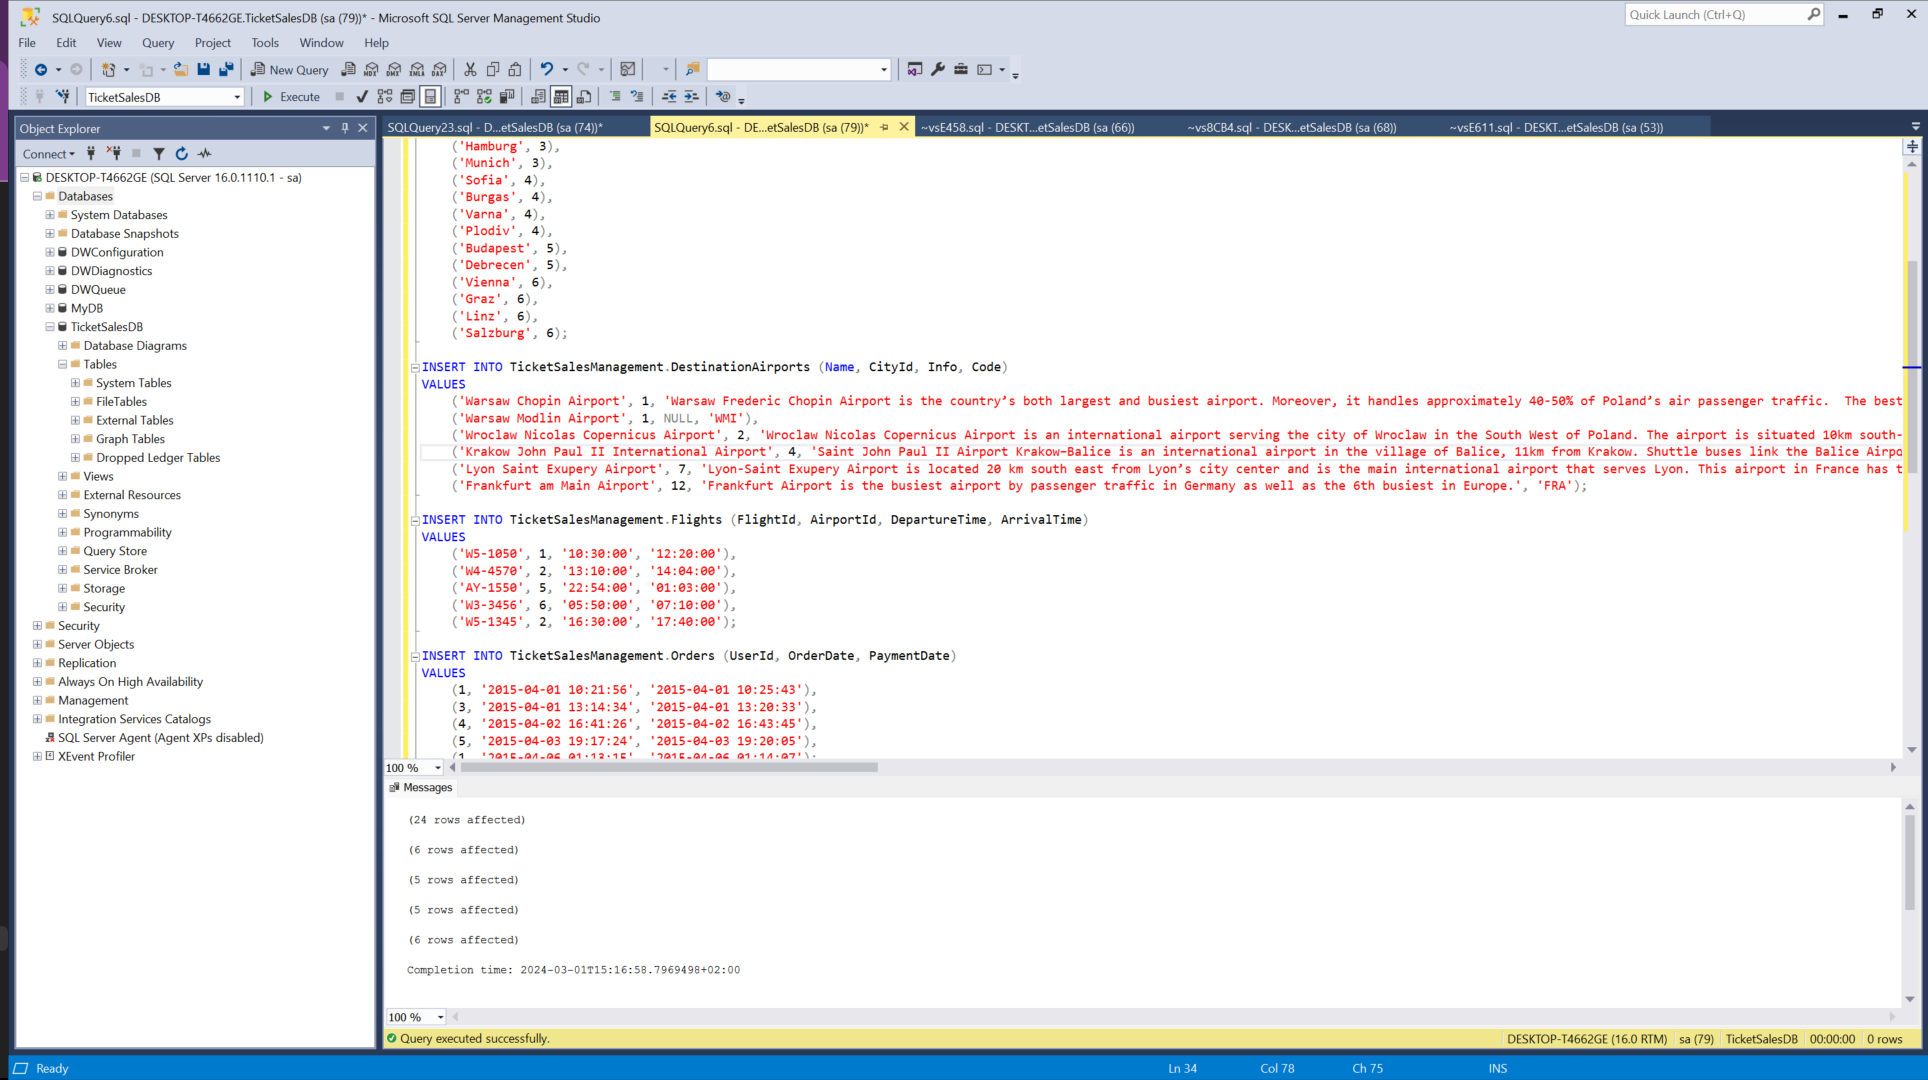 SQLQuery6.sql - DESKTOP-T4662GE.TicketSalesDB (sa (79))* - Microsoft SQL Server Management Studio
Quick Launch (Ctrl+Q)
File Edit View Query Project Tools Window Help
New Query MDX DMX XMLA DAX
TicketSalesDB Execute
Object Explorer
SQLQuery23.sql - D...etSalesDB (sa (74))*
SQLQuery6.sql - DE...etSalesDB (sa (79))*
~vsE458.sql - DESKT...etSalesDB (sa (66))
~vs8CB4.sql - DESK...etSalesDB (sa (68))
~vsE611.sql - DESKT...etSalesDB (sa (53))
Connect
DESKTOP-T4662GE (SQL Server 16.0.1110.1 - sa)
Databases
System Databases
Database Snapshots
DWConfiguration
DWDiagnostics
DWQueue
MyDB
TicketSalesDB
Database Diagrams
Tables
System Tables
FileTables
External Tables
Graph Tables
Dropped Ledger Tables
Views
External Resources
Synonyms
Programmability
Query Store
Service Broker
Storage
Security
Security
Server Objects
Replication
Always On High Availability
Management
Integration Services Catalogs
SQL Server Agent (Agent XPs disabled)
XEvent Profiler
('Hamburg', 3),
('Munich', 3),
('Sofia', 4),
('Burgas', 4),
('Varna', 4),
('Plodiv', 4),
('Budapest', 5),
('Debrecen', 5),
('Vienna', 6),
('Graz', 6),
('Linz', 6),
('Salzburg', 6);
INSERT INTO TicketSalesManagement.DestinationAirports (Name, CityId, Info, Code)
VALUES
('Warsaw Chopin Airport', 1, 'Warsaw Frederic Chopin Airport is the country’s both largest and busiest airport. Moreover, it handles approximately 40-50% of Poland’s air passenger traffic.  The best
('Warsaw Modlin Airport', 1, NULL, 'WMI'),
('Wroclaw Nicolas Copernicus Airport', 2, 'Wroclaw Nicolas Copernicus Airport is an international airport serving the city of Wroclaw in the South West of Poland. The airport is situated 10km south-
('Krakow John Paul II International Airport', 4, 'Saint John Paul II Airport Krakow-Balice is an international airport in the village of Balice, 11km from Krakow. Shuttle buses link the Balice Airpo
('Lyon Saint Exupery Airport', 7, 'Lyon-Saint Exupery Airport is located 20 km south east from Lyon’s city center and is the main international airport that serves Lyon. This airport in France has t
('Frankfurt am Main Airport', 12, 'Frankfurt Airport is the busiest airport by passenger traffic in Germany as well as the 6th busiest in Europe.', 'FRA');
INSERT INTO TicketSalesManagement.Flights (FlightId, AirportId, DepartureTime, ArrivalTime)
VALUES
('W5-1050', 1, '10:30:00', '12:20:00'),
('W4-4570', 2, '13:10:00', '14:04:00'),
('AY-1550', 5, '22:54:00', '01:03:00'),
('W3-3456', 6, '05:50:00', '07:10:00'),
('W5-1345', 2, '16:30:00', '17:40:00');
INSERT INTO TicketSalesManagement.Orders (UserId, OrderDate, PaymentDate)
VALUES
(1, '2015-04-01 10:21:56', '2015-04-01 10:25:43'),
(3, '2015-04-01 13:14:34', '2015-04-01 13:20:33'),
(4, '2015-04-02 16:41:26', '2015-04-02 16:43:45'),
(5, '2015-04-03 19:17:24', '2015-04-03 19:20:05'),
(1, '2015-04-06 01:13:15', '2015-04-06 01:14:07');
100 %
Messages
(24 rows affected)
(6 rows affected)
(5 rows affected)
(5 rows affected)
(6 rows affected)
Completion time: 2024-03-01T15:16:58.7969498+02:00
100 %
Query executed successfully.
DESKTOP-T4662GE (16.0 RTM) sa (79) TicketSalesDB 00:00:00 0 rows
Ready Ln 34 Col 78 Ch 75 INS